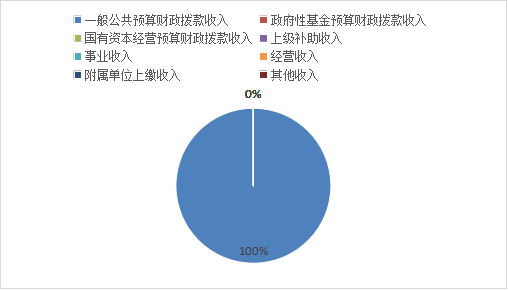 一般公共预算财政拨款收入 政府性基金预算财政拨款收入
国有资本经营预算财政拨款收入 上级补助收入
事业收入 经营收入
附属单位上缴收入 其他收入
0%
100%